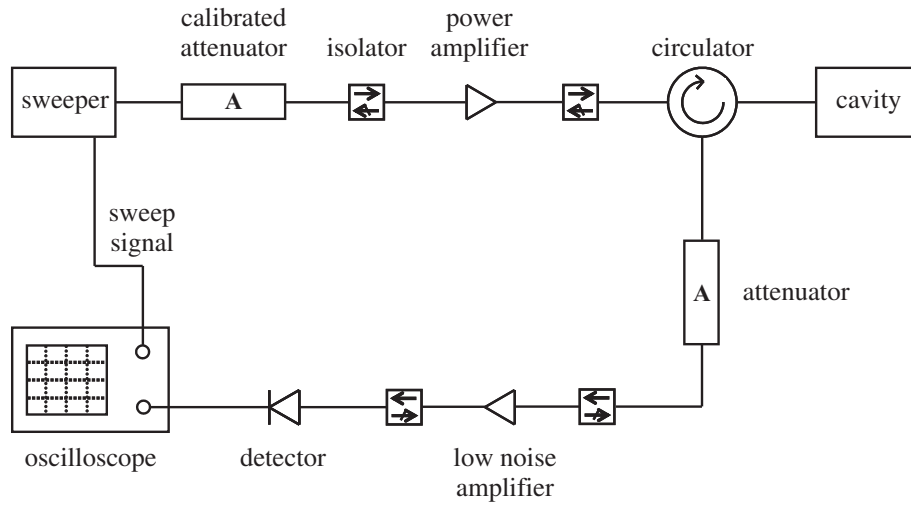 calibrated
attenuator
isolator
power
amplifier
circulator
sweeper
A
cavity
sweep
signal
A
attenuator
oscilloscope
detector
low noise
amplifier